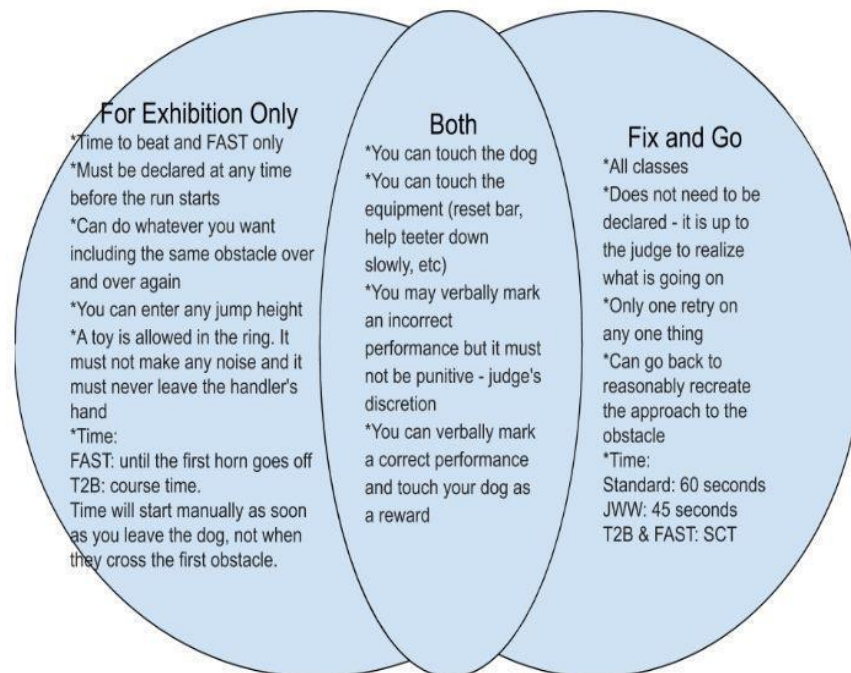 For Exhibition Only
*Time to beat and FAST only
*Must be declared at any time
before the run starts
*Can do whatever you want
including the same obstacle over
and over again
*You can enter any jump height
*A toy is allowed in the ring. It
must not make any noise and it
must never leave the handler's
hand
*Time:
FAST: until the first horn goes off
T2B: course time.
Time will start manually as soon
as you leave the dog, not when
they cross the first obstacle.
Both
*You can touch the dog
*You can touch the
equipment (reset bar,
help teeter down
slowly, etc)
*You may verbally mark
an incorrect
performance but it must
not be punitive - judge's
discretion
*You can verbally mark
a correct performance
and touch your dog as
a reward
Fix and Go
*All classes
*Does not need to be
declared - it is up to
the judge to realize
what is going on
*Only one retry on
any one thing
*Can go back to
reasonably recreate
the approach to the
obstacle
*Time:
Standard: 60 seconds
JWW: 45 seconds
T2B & FAST: SCT